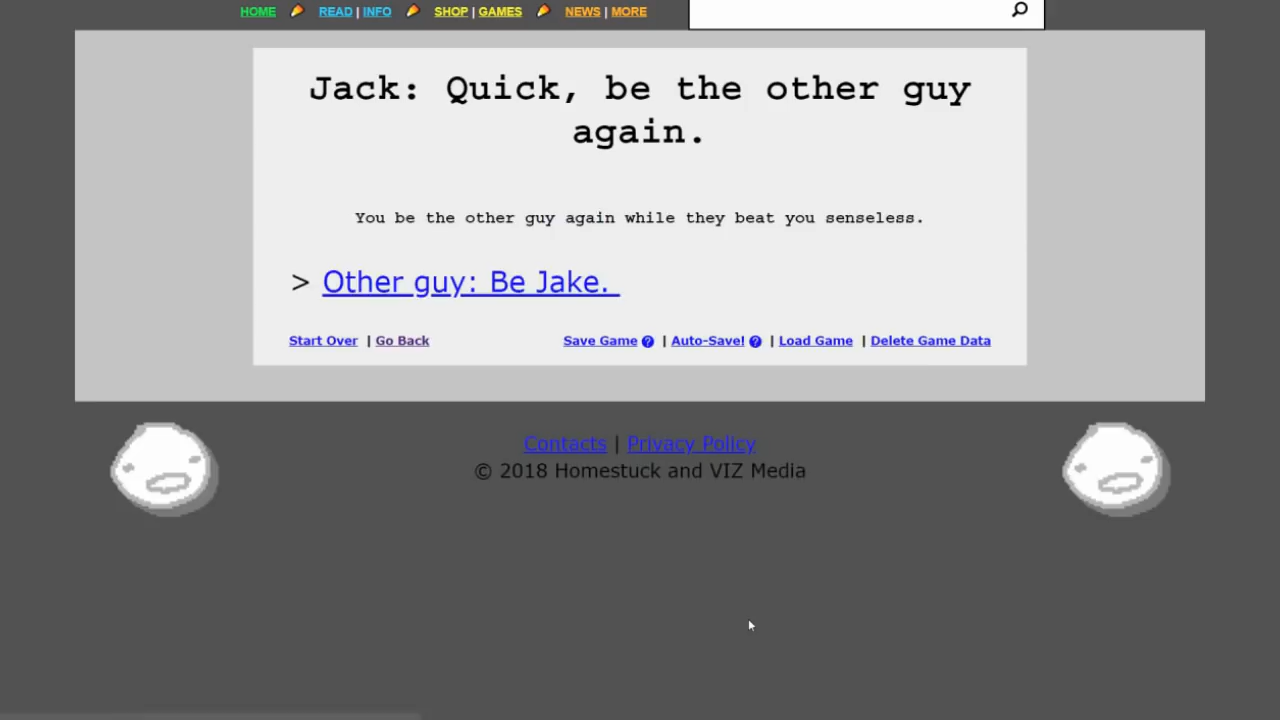 HOME READ | INFO SHOP | GAMES NEWS | MORE
Jack: Quick, be the other guy
again.
You be the other guy again while they beat you senseless.
> Other guy: Be Jake.
Start Over | Go Back Save Game ? | Auto-Save! ? | Load Game | Delete Game Data
Contacts | Privacy Policy
© 2018 Homestuck and VIZ Media